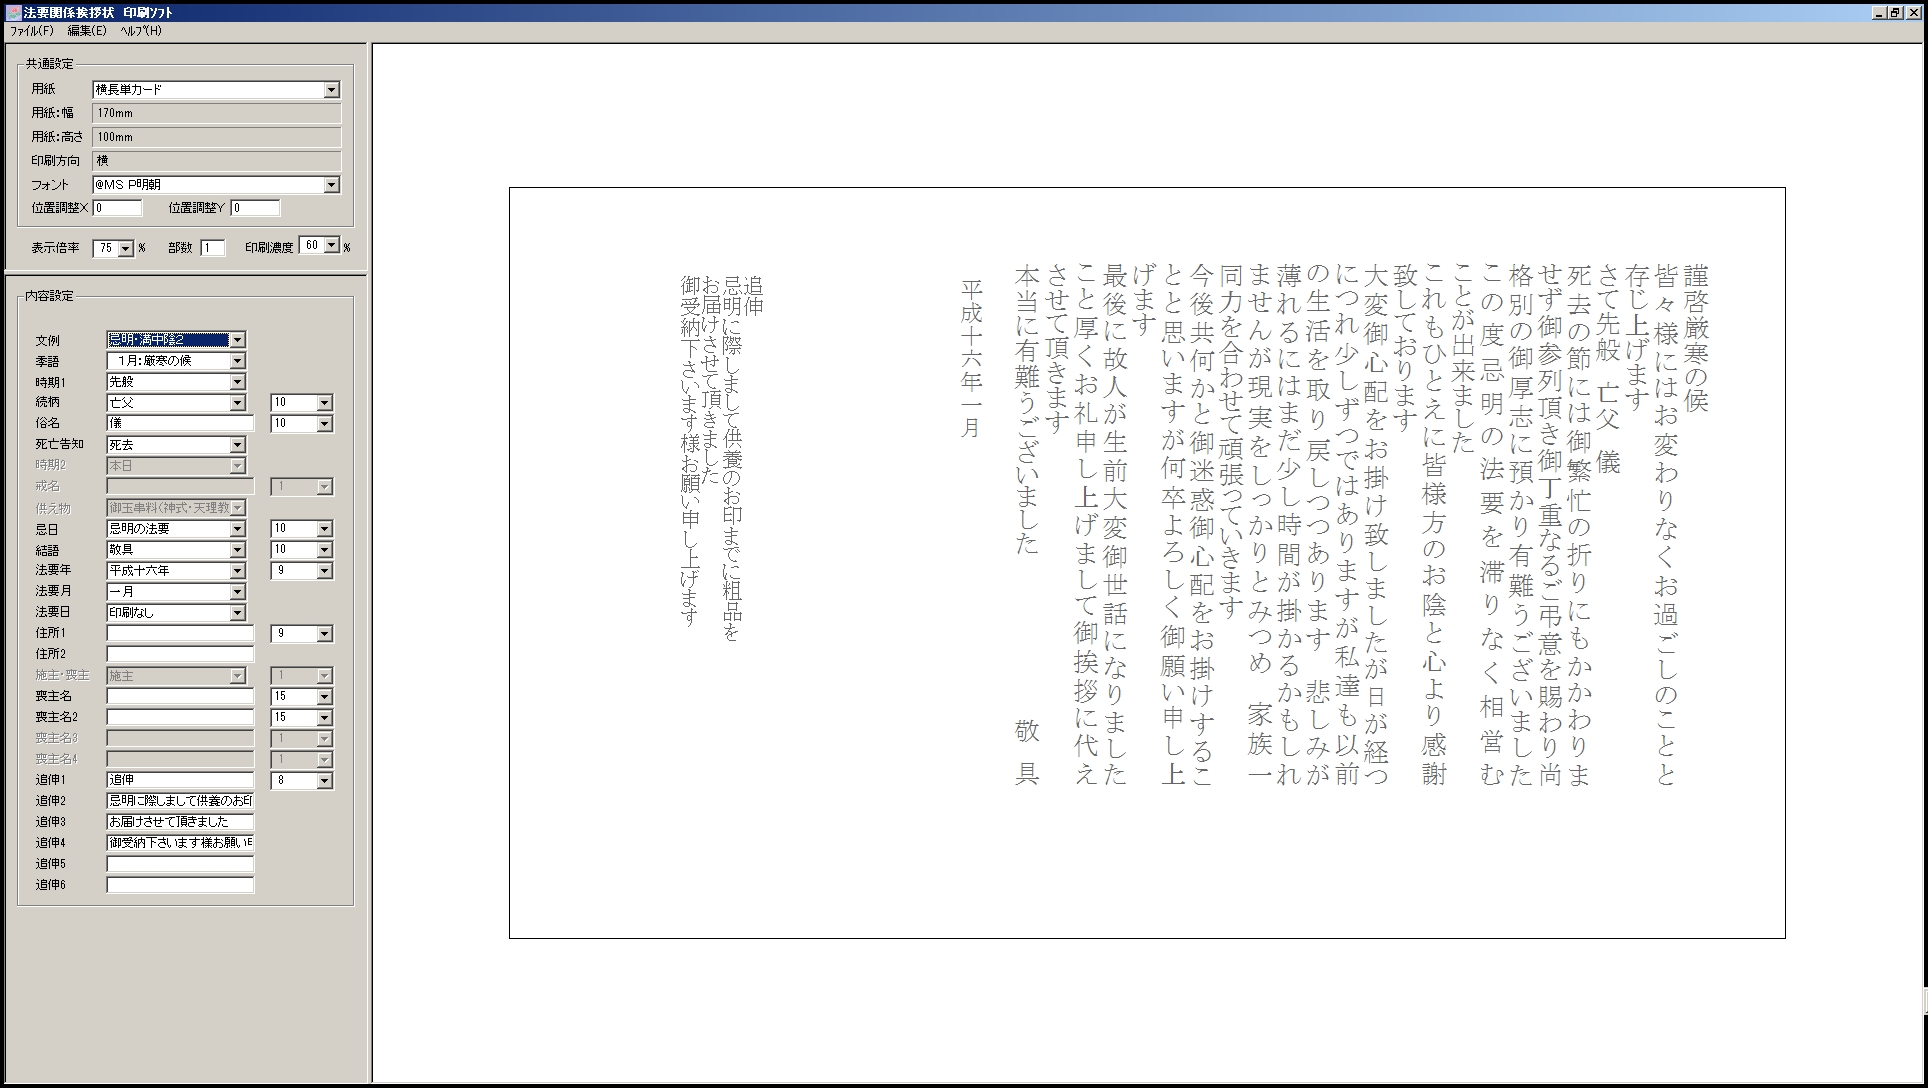 法要関係挨拶状 印刷ソフト
ファイル(F) 編集(E) ヘルプ(H)
共通設定
用紙 横長単カード
用紙:幅 170mm
用紙:高さ 100mm
印刷方向 横
フォント @MS P明朝
位置調整X 0 位置調整Y 0
表示倍率 75 % 部数 1 印刷濃度 60 %
内容設定
文例 忌明・満中陰2
季語 1月:厳寒の候
時期1 先般
続柄 亡父 10
俗名 儀 10
死亡告知 死去
時期2 本日
戒名 1
供え物 御玉串料(神式・天理教
忌日 忌明の法要 10
結語 敬具 10
法要年 平成十六年 9
法要月 一月
法要日 印刷なし
住所1 9
住所2
施主・喪主 施主 1
喪主名 15
喪主名2 15
喪主名3 1
喪主名4 1
追伸1 追伸 8
追伸2 忌明に際しまして供養のお印
追伸3 お届けさせて頂きました
追伸4 御受納下さいます様お願い
追伸5
追伸6
謹啓厳寒の候
皆々様にはお変わりなくお過ごしのことと
存じ上げます
さて先般 亡父 儀
死去の節には御繁忙の折りにもかかわりま
せず御参列頂き御丁重なるご弔意を賜わり尚
格別の御厚志に預かり有難うございました
この度忌明の法要を滞りなく相営む
ことが出来ました
これもひとえに皆様方のお陰と心より感謝
致しております
大変御心配をお掛け致しましたが日が経つ
につれ少しずつではありますが私達も以前
の生活を取り戻しつつあります 悲しみが
薄れるにはまだ少し時間が掛かるかもしれ
ませんが現実をしっかりとみつめ 家族一
同力を合わせて頑張っていきます
今後共何かと御迷惑御心配をお掛けするこ
とと思いますが何卒よろしく御願い申し上
げます
最後に故人が生前大変御世話になりました
こと厚くお礼申し上げまして御挨拶に代え
させて頂きます
本当に有難うございました 敬具
平成十六年一月
追伸
忌明に際しまして供養のお印までに粗品を
お届けさせて頂きました
御受納下さいます様お願い申し上げます